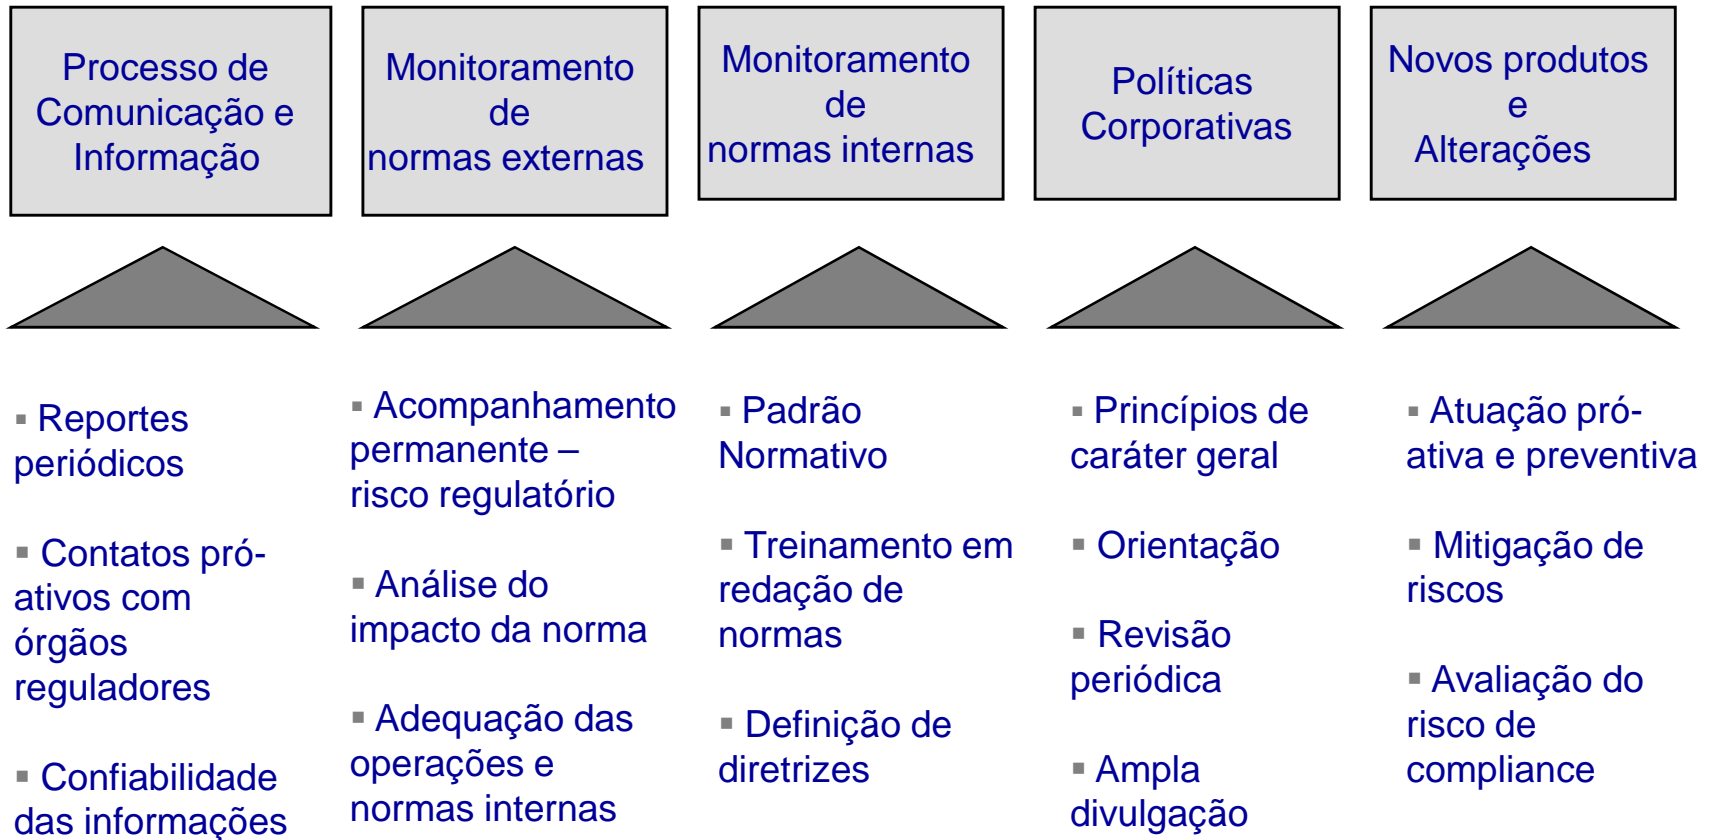 Processo de
Comunicação e
Informação
Monitoramento
de
normas externas
Monitoramento
de
normas internas
Políticas
Corporativas
Novos produtos
e
Alterações
▪ Reportes
periódicos
▪ Contatos pró-
ativos com
órgãos
reguladores
▪ Confiabilidade
das informações
▪ Acompanhamento
permanente –
risco regulatório
▪ Análise do
impacto da norma
▪ Adequação das
operações e
normas internas
▪ Padrão
Normativo
▪ Treinamento em
redação de
normas
▪ Definição de
diretrizes
▪ Princípios de
caráter geral
▪ Orientação
▪ Revisão
periódica
▪ Ampla
divulgação
▪ Atuação pró-
ativa e preventiva
▪ Mitigação de
riscos
▪ Avaliação do
risco de
compliance